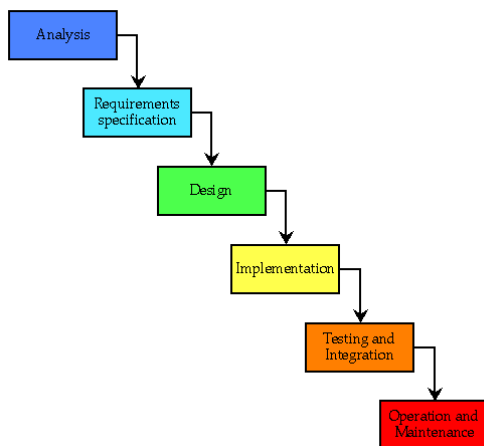 Analysis
Requirements
specification
Design
Implementation
Testing and
Integration
Operation and
Maintenance